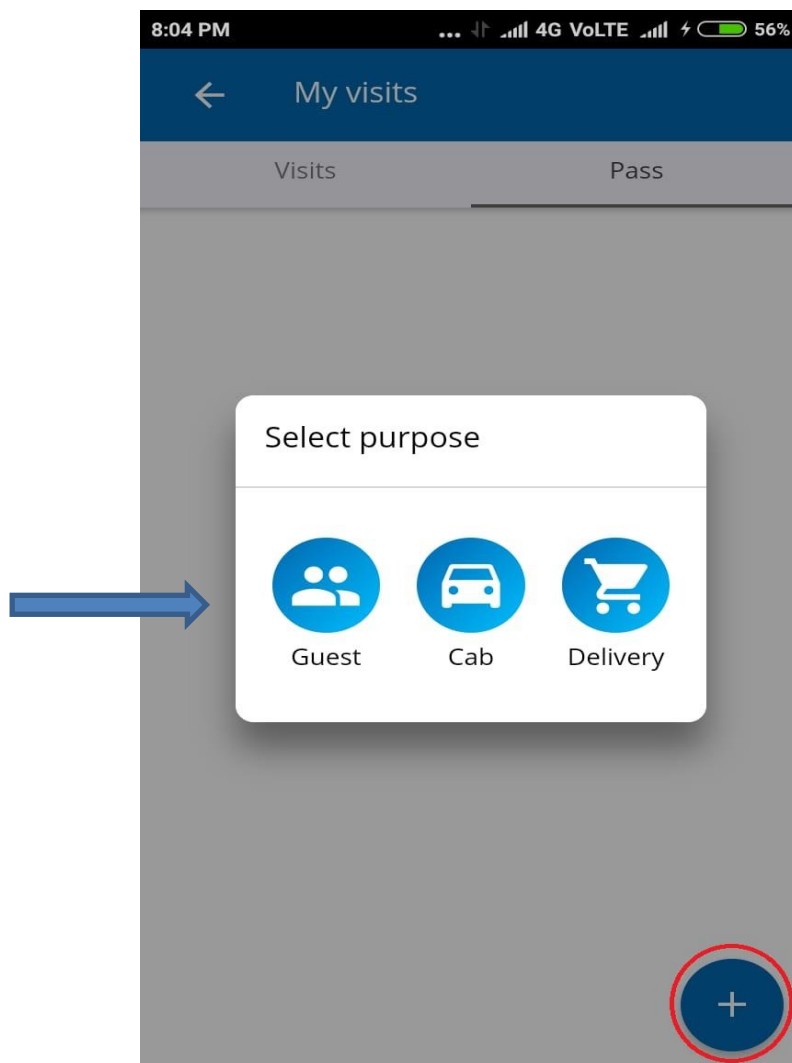 8:04 PM ... 4G VoLTE 56%
My visits
Visits Pass
Select purpose
Guest Cab Delivery
+